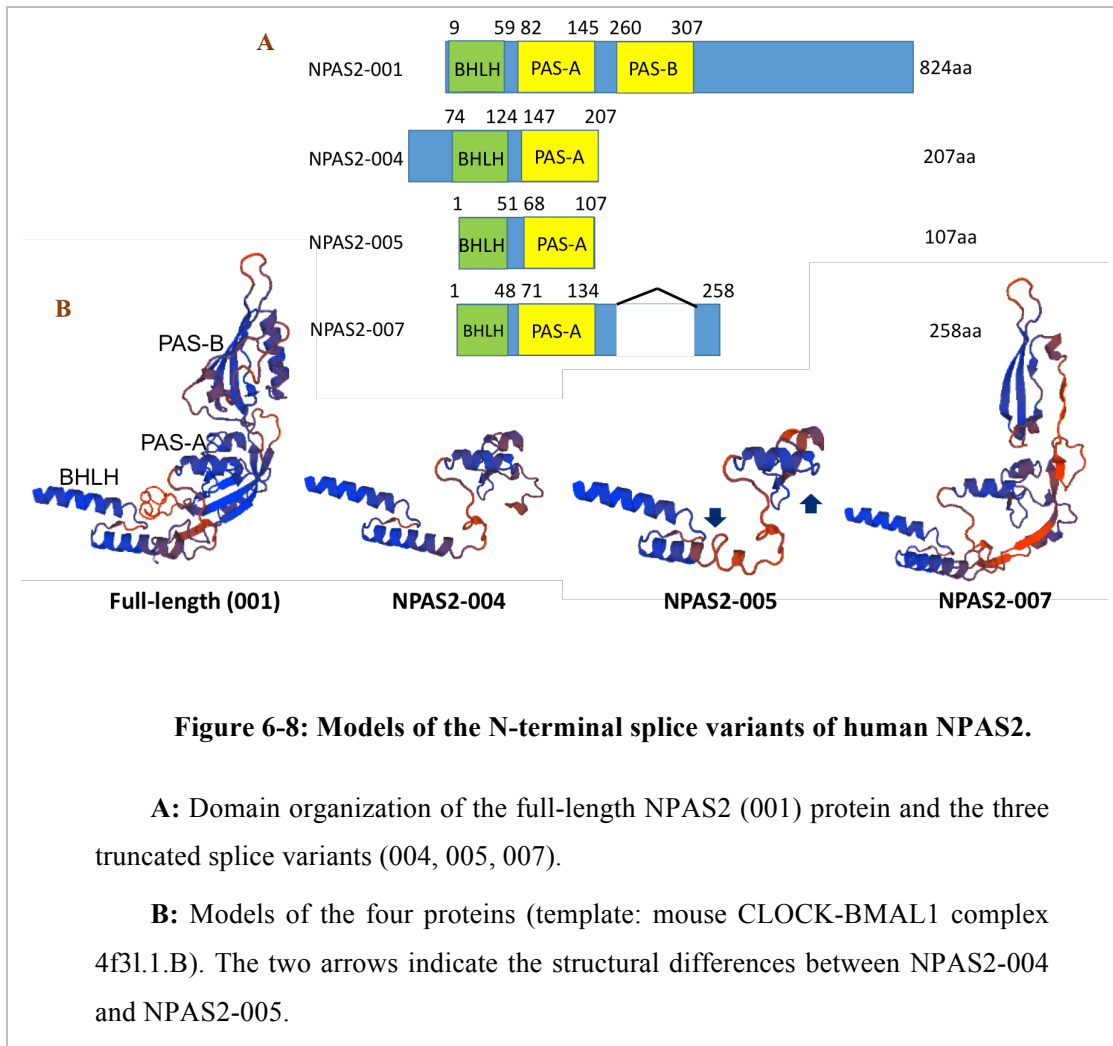 A
9 59 82 145 260 307
NPAS2-001 BHLH PAS-A PAS-B 824aa
74 124 147 207
NPAS2-004 BHLH PAS-A 207aa
1 51 68 107
NPAS2-005 BHLH PAS-A 107aa
B
1 48 71 134 258
NPAS2-007 BHLH PAS-A 258aa
PAS-B
PAS-A
BHLH
Full-length (001) NPAS2-004 NPAS2-005 NPAS2-007
Figure 6-8: Models of the N-terminal splice variants of human NPAS2.
A: Domain organization of the full-length NPAS2 (001) protein and the three
truncated splice variants (004, 005, 007).
B: Models of the four proteins (template: mouse CLOCK-BMAL1 complex
4f3l.1.B). The two arrows indicate the structural differences between NPAS2-004
and NPAS2-005.